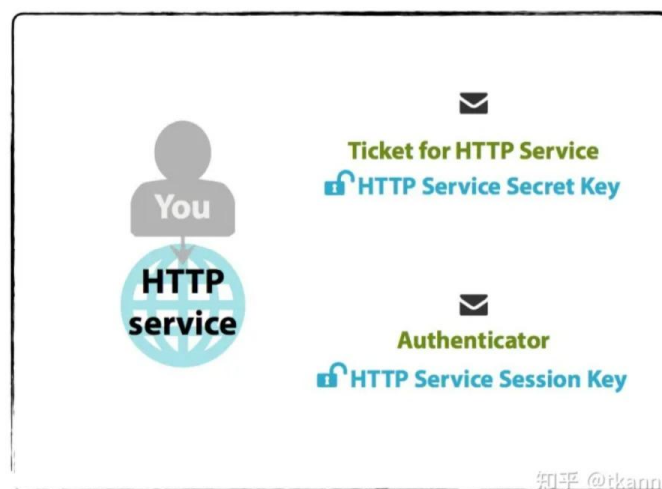 You
HTTP
service
Ticket for HTTP Service
HTTP Service Secret Key
Authenticator
HTTP Service Session Key
知乎 @tkann